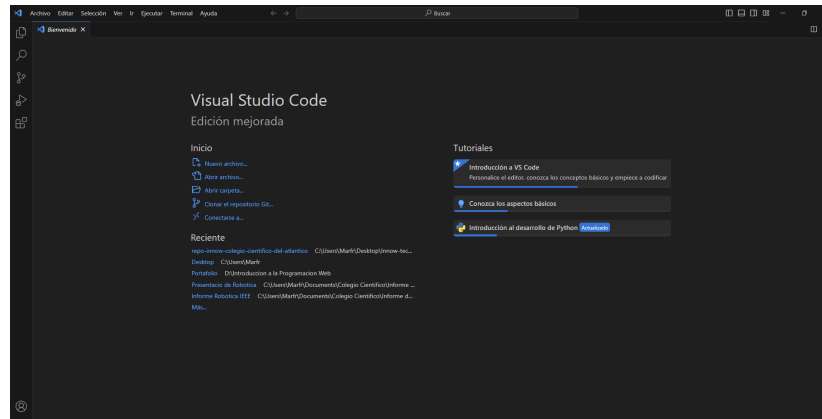 Archivo Editar Selección Ver Ir Ejecutar Terminal Ayuda
Buscar
Bienvenido
Visual Studio Code
Edición mejorada
Inicio
Nuevo archivo...
Abrir archivo...
Abrir carpeta...
Clonar el repositorio Git...
Conectarse a...
Reciente
repo-innow-colegio-cientifico-del-atlantico C:\Users\Marfr\Desktop\Innow-tec...
Desktop C:\Users\Marfr
Portafolio D:\Introduccion a la Programacion Web
Presentacio de Robotica C:\Users\Marfr\Documents\Colegio Cientifico\Informe ...
Informe Robotica IEEE C:\Users\Marfr\Documents\Colegio Cientifico\Informe d...
Más...
Tutoriales
Introducción a VS Code
Personalice el editor, conozca los conceptos básicos y empiece a codificar
Conozca los aspectos básicos
Introducción al desarrollo de Python Actualizado